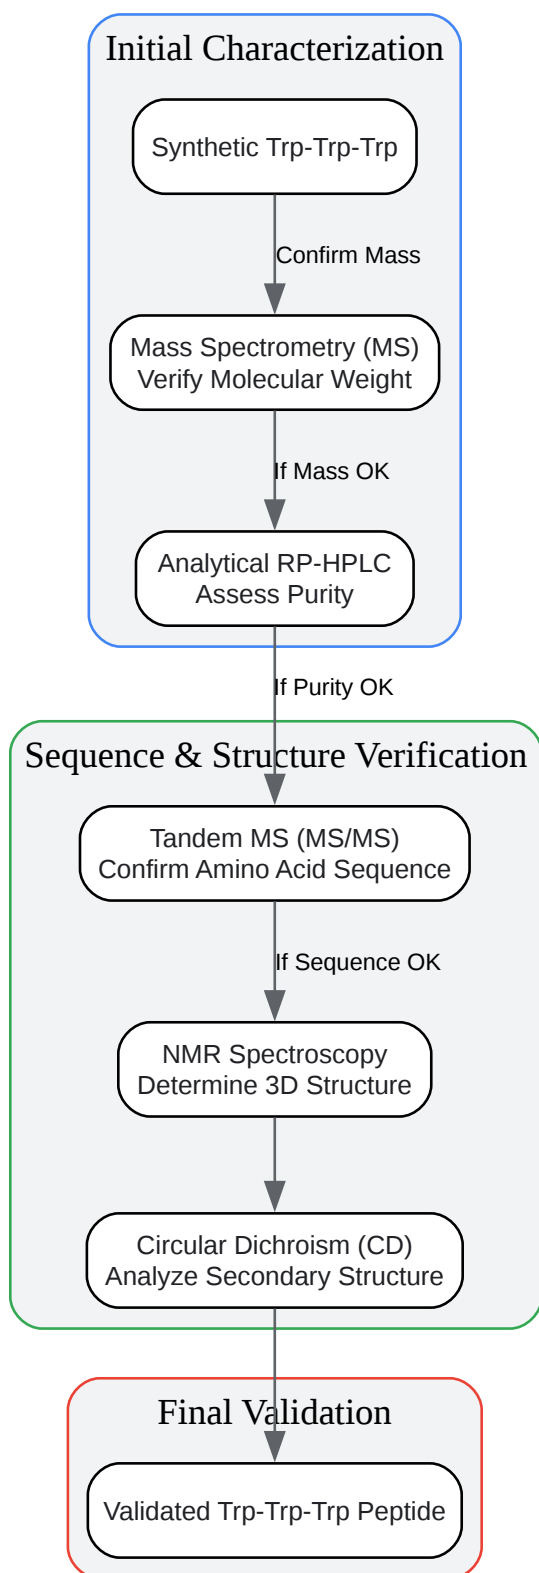 Initial Characterization
Synthetic Trp-Trp-Trp
Confirm Mass
Mass Spectrometry (MS)
Verify Molecular Weight
If Mass OK
Analytical RP-HPLC
Assess Purity
If Purity OK
Sequence & Structure Verification
Tandem MS (MS/MS)
Confirm Amino Acid Sequence
If Sequence OK
NMR Spectroscopy
Determine 3D Structure
Circular Dichroism (CD)
Analyze Secondary Structure
Final Validation
Validated Trp-Trp-Trp Peptide